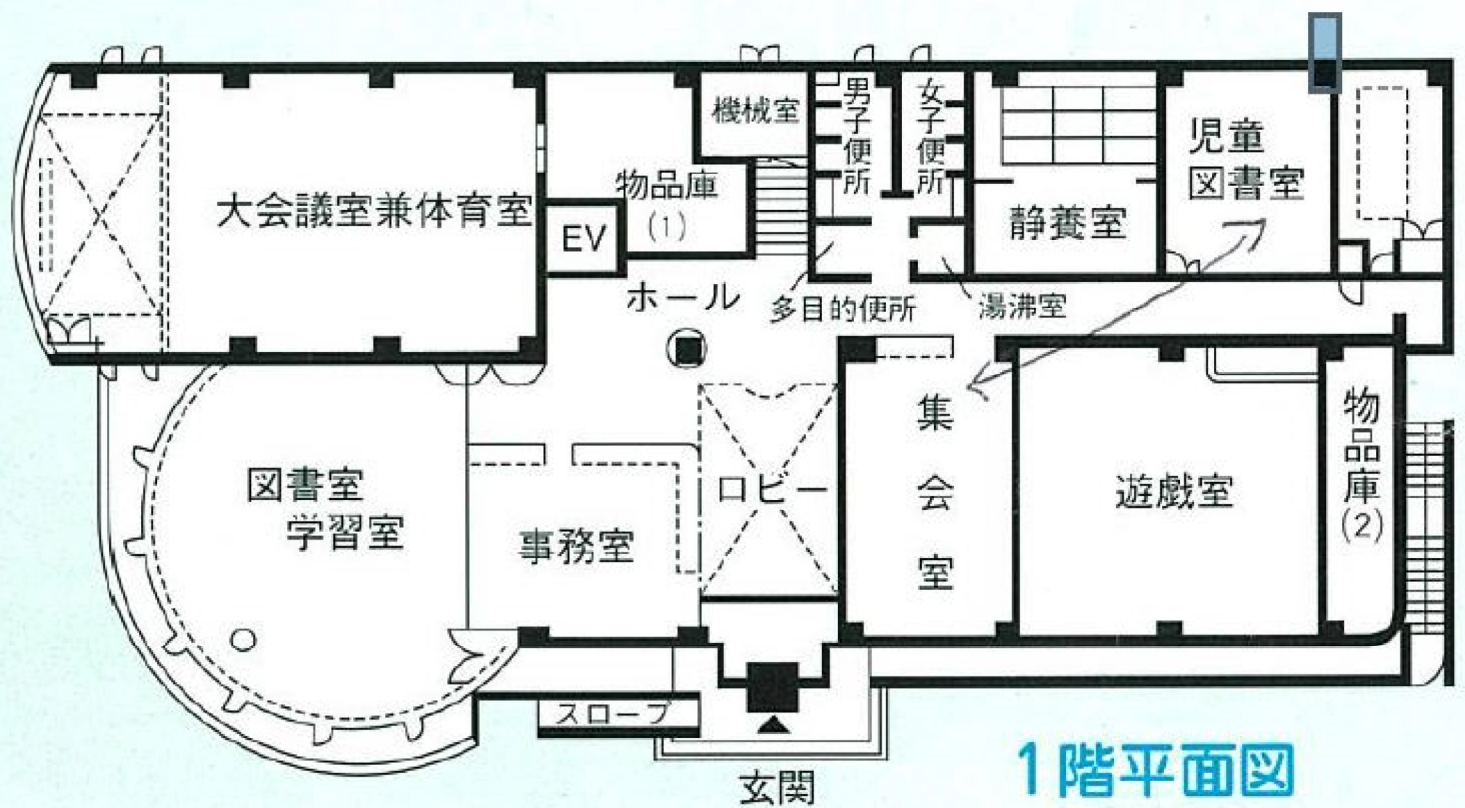 機械室
男子便所
女子便所
児童
図書室
大会議室兼体育室
物品庫
(1)
EV
静養室
ホール
多目的便所
湯沸室
集会室
物品庫(2)
図書室
学習室
ロビー
遊戯室
事務室
スロープ
玄関
1階平面図